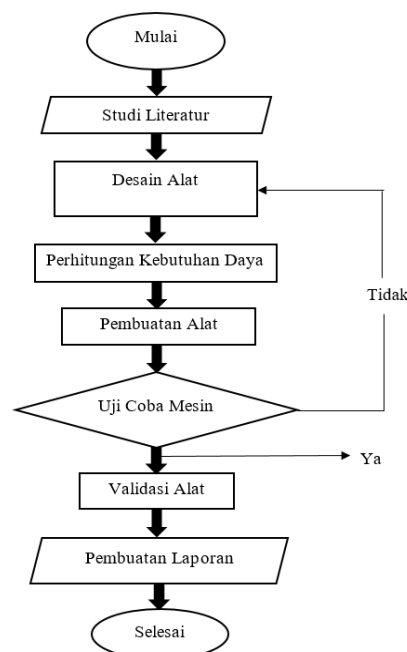 Mulai
Studi Literatur
Desain Alat
Perhitungan Kebutuhan Daya
Tidak
Pembuatan Alat
Uji Coba Mesin
Ya
Validasi Alat
Pembuatan Laporan
Selesai